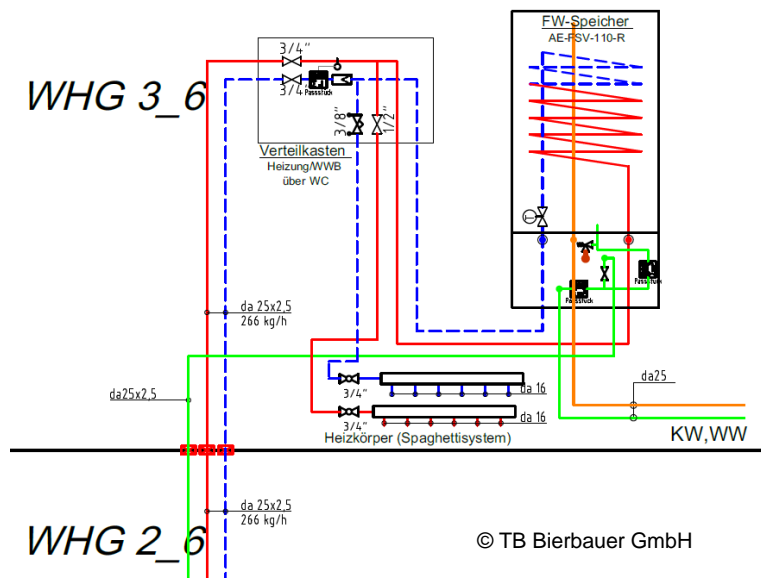 FW-Speicher
AE-FSV-110-R
3/4"
WHG 3_6
3/4"
Passstück
3/8"
1/2"
Verteilkasten
Heizung/WWB
über WC
T
Passstück
Passstück
da 25x2,5
266 kg/h
da25x2,5
3/4"
da 16
da25
3/4"
da 16
Heizkörper (Spaghettisystem)
KW,WW
da 25x2,5
266 kg/h
WHG 2_6
© TB Bierbauer GmbH